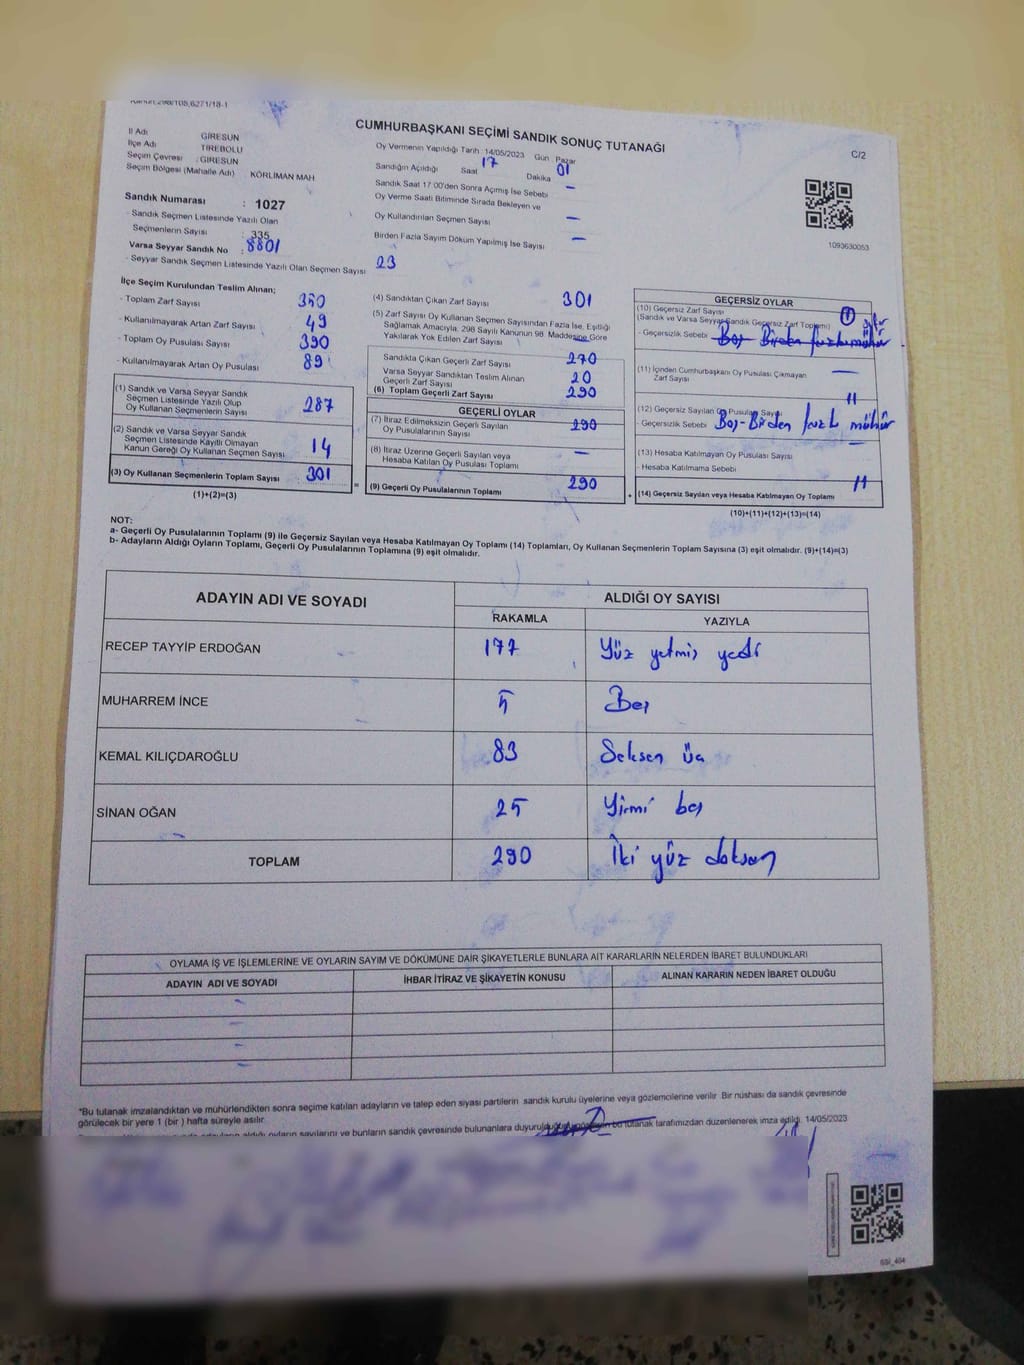 CUMHURBAŞKANI SEÇİMİ SANDIK SONUÇ TUTANAĞI
C/2
İl Adı GİRESUN
İlçe Adı TİREBOLU
Seçim Çevresi : GİRESUN
Seçim Bölgesi (Mahalle Adı) KÖRLİMAN MAH
Sandık Numarası : 1027
- Sandık Seçmen Listesinde Yazılı Olan
Seçmenlerin Sayısı : 335
Varsa Seyyar Sandık No : 8801
- Seyyar Sandık Seçmen Listesinde Yazılı Olan Seçmen Sayısı 23
Oy Vermenin Yapıldığı Tarih :14/05/2023 Gün Pazar
Sandığın Açıldığı Saat 17 Dakika 01
Sandık Saat 17:00'den Sonra Açımış İse Sebebi –
Oy Verme Saati Bitiminde Sırada Bekleyen ve
Oy Kullandırılan Seçmen Sayısı –
Birden Fazla Sayım Döküm Yapılmış İse Sayısı –
1093630053
İlçe Seçim Kurulundan Teslim Alınan;
- Toplam Zarf Sayısı 350
- Kullanılmayarak Artan Zarf Sayısı 49
- Toplam Oy Pusulası Sayısı 390
- Kullanılmayarak Artan Oy Pusulası 89
(1) Sandık ve Varsa Seyyar Sandık
Seçmen Listesinde Yazılı Olup
Oy Kullanan Seçmenlerin Sayısı 287
(2) Sandık ve Varsa Seyyar Sandık
Seçmen Listesinde Kayıtlı Olmayan
Kanun Gereği Oy Kullanan Seçmen Sayısı 14
(3) Oy Kullanan Seçmenlerin Toplam Sayısı : 301
(1)+(2)=(3)
(4) Sandıktan Çıkan Zarf Sayısı 301
(5) Zarf Sayısı Oy Kullanan Seçmen Sayısından Fazla İse, Eşitliği
Sağlamak Amacıyla, 298 Sayılı Kanunun 98. Maddesine Göre
Yakılarak Yok Edilen Zarf Sayısı
Sandıkta Çıkan Geçerli Zarf Sayısı 270
Varsa Seyyar Sandıktan Teslim Alınan
Geçerli Zarf Sayısı 20
(6) Toplam Geçerli Zarf Sayısı 290
GEÇERLİ OYLAR
(7) İtiraz Edilmeksizin Geçerli Sayılan
Oy Pusulalarının Sayısı 290
(8) İtiraz Üzerine Geçerli Sayılan veya
Hesaba Katılan Oy Pusulası Toplamı –
(9) Geçerli Oy Pusulalarının Toplamı 290
GEÇERSİZ OYLAR
(10) Geçersiz Zarf Sayısı
(Sandık ve Varsa Seyyar Sandık Geçersiz Zarf Toplamı)
- Geçersizlik Sebebi Boş Birden fazla mühür
(11) İçinden Cumhurbaşkanı Oy Pusulası Çıkmayan
Zarf Sayısı —
(12) Geçersiz Sayılan Oy Pusulası Sayısı 11
- Geçersizlik Sebebi Boş-Birden fazla mühür
(13) Hesaba Katılmayan Oy Pusulası Sayısı —
- Hesaba Katılmama Sebebi
(14) Geçersiz Sayılan veya Hesaba Katılmayan Oy Toplamı 11
(10)+(11)+(12)+(13)=(14)
NOT:
a- Geçerli Oy Pusulalarının Toplamı (9) ile Geçersiz Sayılan veya Hesaba Katılmayan Oy Toplamı (14) Toplamları, Oy Kullanan Seçmenlerin Toplam Sayısına (3) eşit olmalıdır. (9)+(14)=(3)
b- Adayların Aldığı Oyların Toplamı, Geçerli Oy Pusulalarının Toplamına (9) eşit olmalıdır.
ADAYIN ADI VE SOYADI ALDIĞI OY SAYISI
RAKAMLA YAZIYLA
RECEP TAYYİP ERDOĞAN 177 Yüz yetmiş yedi
MUHARREM İNCE 5 Beş
KEMAL KILIÇDAROĞLU 83 Seksen üç
SİNAN OĞAN 25 Yirmi beş
TOPLAM 290 İki yüz doksan
OYLAMA İŞ VE İŞLEMLERİNE VE OYLARIN SAYIM VE DÖKÜMÜNE DAİR ŞİKAYETLERLE BUNLARA AİT KARARLARIN NELERDEN İBARET BULUNDUKLARI
ADAYIN ADI VE SOYADI İHBAR İTİRAZ VE ŞİKAYETİN KONUSU ALINAN KARARIN NEDEN İBARET OLDUĞU
*Bu tutanak imzalandıktan ve mühürlendikten sonra seçime katılan adayların ve talep eden siyasi partilerin sandık kurulu üyelerine veya gözlemcilerine verilir. Bir nüshası da sandık çevresinde
görülecek bir yere 1 (bir ) hafta süreyle asılır.
aldığı oyların sayılarını ve bunların sandık çevresinde bulunanlara bu tutanak tarafımızdan düzenlenerek imza edildi. 14/05/2023